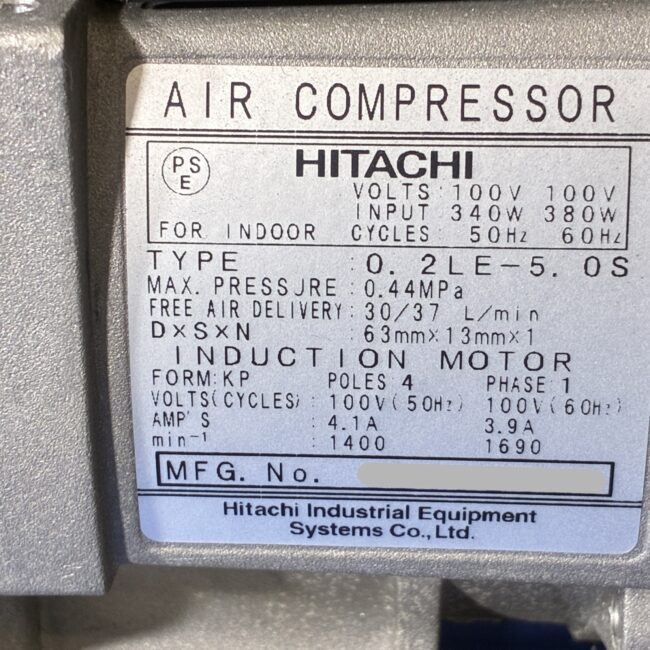 AIR COMPRESSOR
PS
E
HITACHI
VOLTS : 100V 100V
INPUT : 340W 380W
FOR INDOOR CYCLES : 50Hz 60Hz
TYPE : 0.2LE-5.0S
MAX. PRESSURE : 0.44MPa
FREE AIR DELIVERY : 30/37 L/min
D×S×N : 63mm×13mm×1
INDUCTION MOTOR
FORM:KP POLES 4 PHASE 1
VOLTS(CYCLES) : 100V(50Hz) 100V(60Hz)
AMP'S : 4.1A 3.9A
min⁻¹ : 1400 1690
MFG. No.
Hitachi Industrial Equipment
Systems Co.,Ltd.